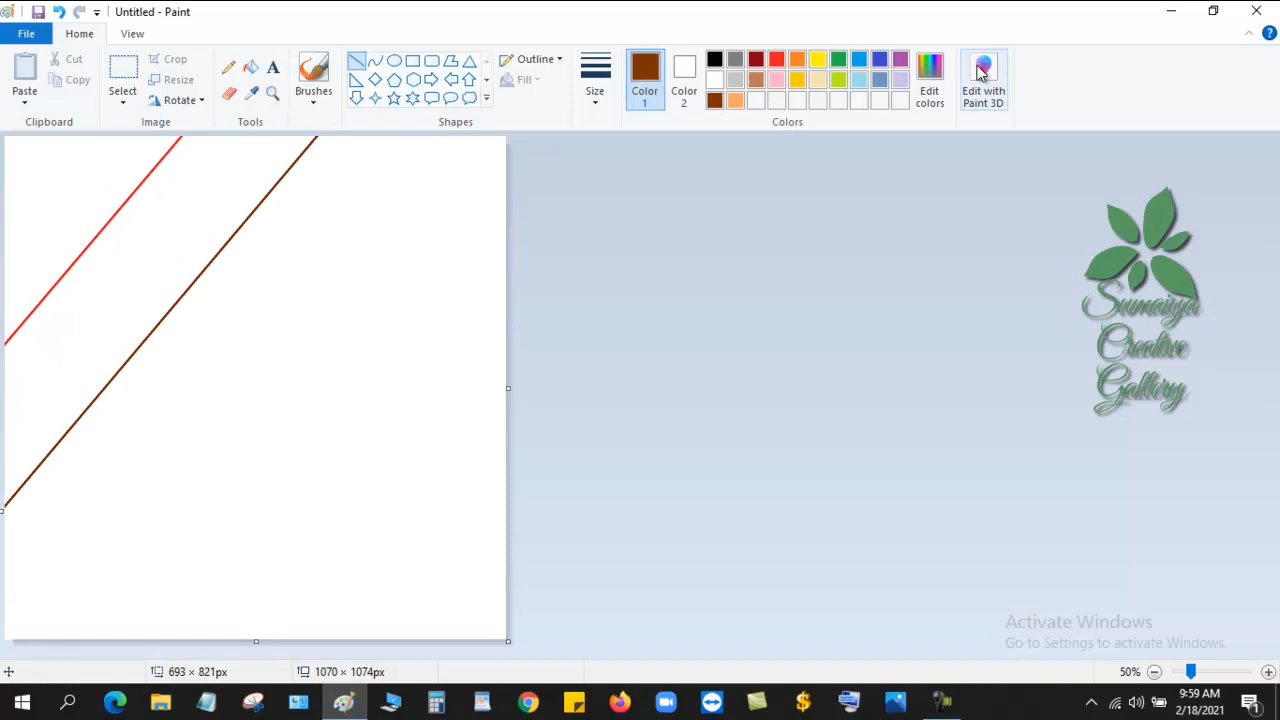 Untitled - Paint
File
Home
View
Paste
Cut
Copy
Clipboard
Select
Crop
Resize
Rotate
Image
A
Tools
Brushes
Outline
Fill
Shapes
Size
Color
1
Color
2
Edit
colors
Colors
Edit with
Paint 3D
Sumaiya
Creative
Gallery
Activate Windows
Go to Settings to activate Windows.
693 × 821px
1070 × 1074px
50%
9:59 AM
2/18/2021